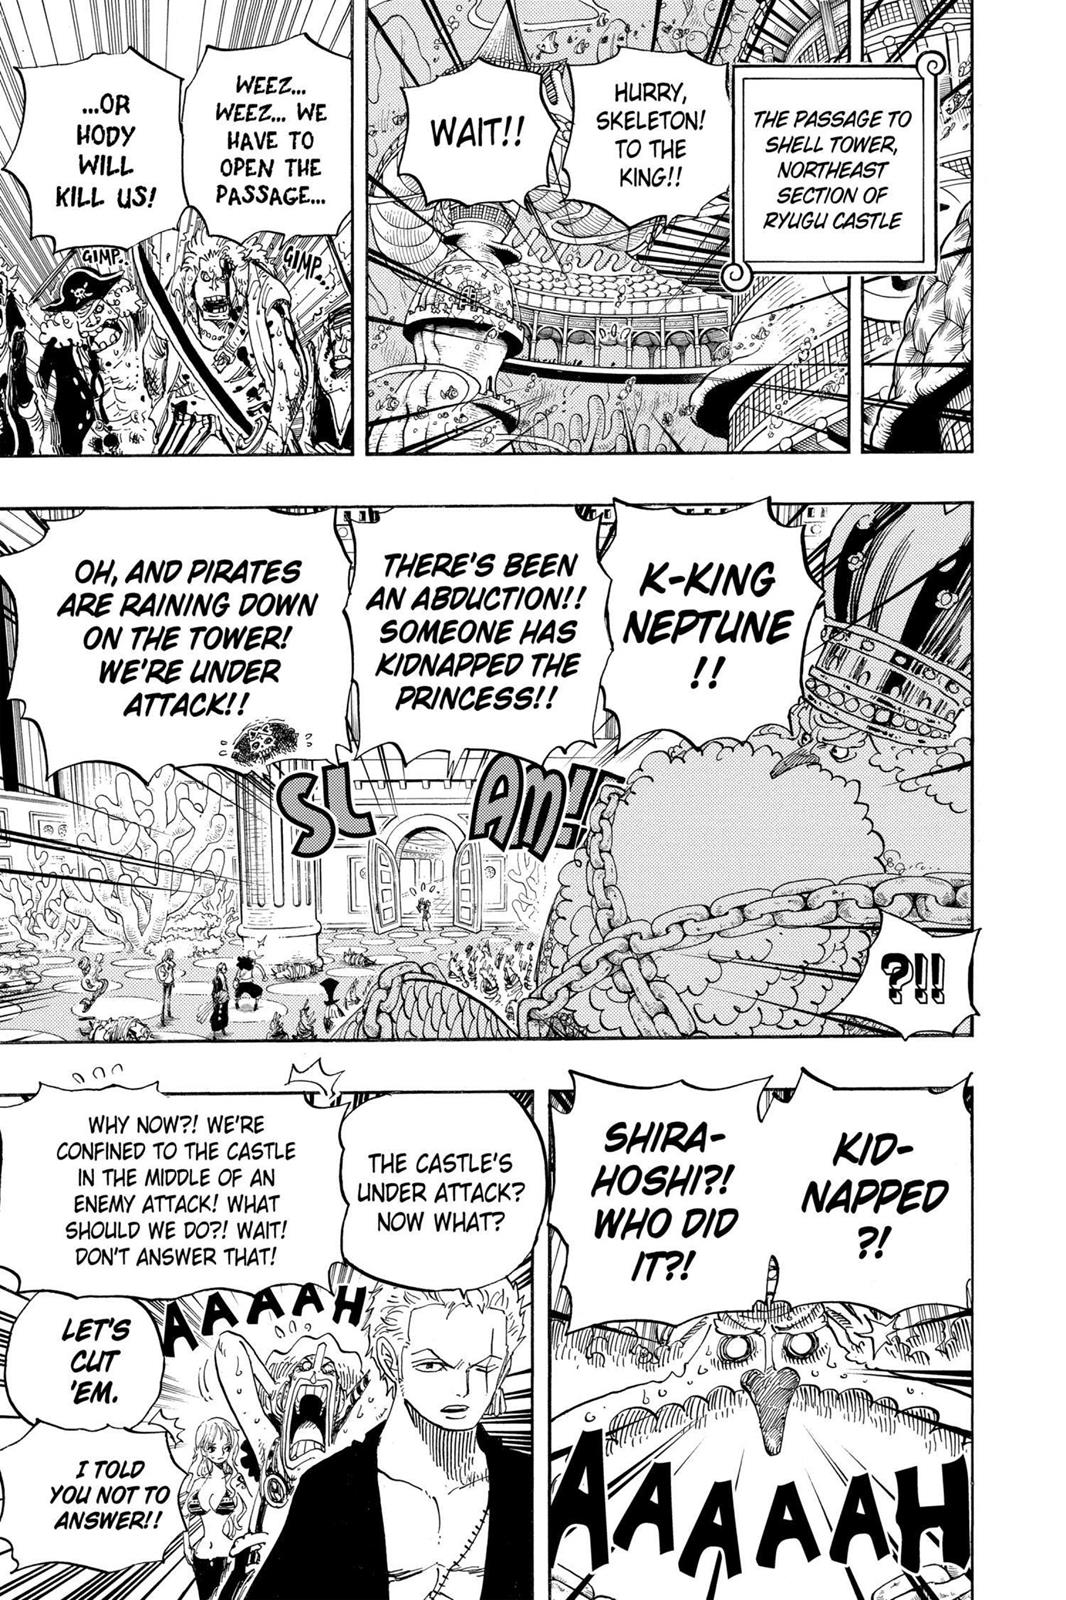 THE PASSAGE TO
SHELL TOWER,
NORTHEAST
SECTION OF
RYUGU CASTLE
HURRY,
SKELETON!
TO THE
KING!!
WAIT!!
WEEZ...
WEEZ... WE
HAVE TO
OPEN THE
PASSAGE...
...OR
HODY
WILL
KILL US!
GIMP...
GIMP
K-KING
NEPTUNE
!!
THERE'S BEEN
AN ABDUCTION!!
SOMEONE HAS
KIDNAPPED THE
PRINCESS!!
OH, AND PIRATES
ARE RAINING DOWN
ON THE TOWER!
WE'RE UNDER
ATTACK!!
SLAM!!
?!!
KID-
NAPPED
?!
SHIRA-
HOSHI?!
WHO DID
IT?!
AAAAAH
THE CASTLE'S
UNDER ATTACK?
NOW WHAT?
WHY NOW?! WE'RE
CONFINED TO THE CASTLE
IN THE MIDDLE OF AN
ENEMY ATTACK! WHAT
SHOULD WE DO?! WAIT!
DON'T ANSWER THAT!
AAAAAH
LET'S
CUT
'EM.
I TOLD
YOU NOT TO
ANSWER!!